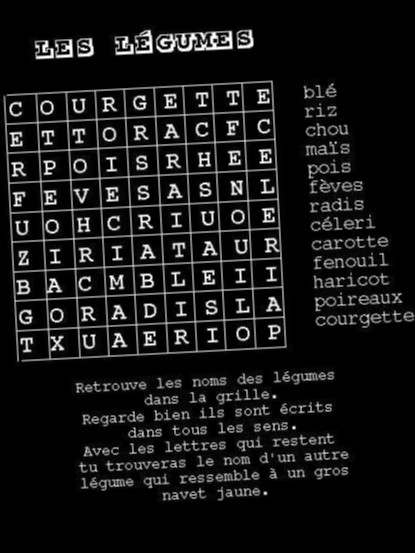 LES LÉGUMES
C O U R G E T T E
E T T O R A C F C
R P O I S R H E E
F E V E S A S N L
U O H C R I U O E
Z I R I A T A U R
B A C M B L E I I
G O R A D I S L A
T X U A E R I O P
blé
riz
chou
maïs
pois
fèves
radis
céleri
carotte
fenouil
haricot
poireaux
courgette
Retrouve les noms des légumes
dans la grille.
Regarde bien ils sont écrits
dans tous les sens.
Avec les lettres qui restent
tu trouveras le nom d'un autre
légume qui ressemble à un gros
navet jaune.